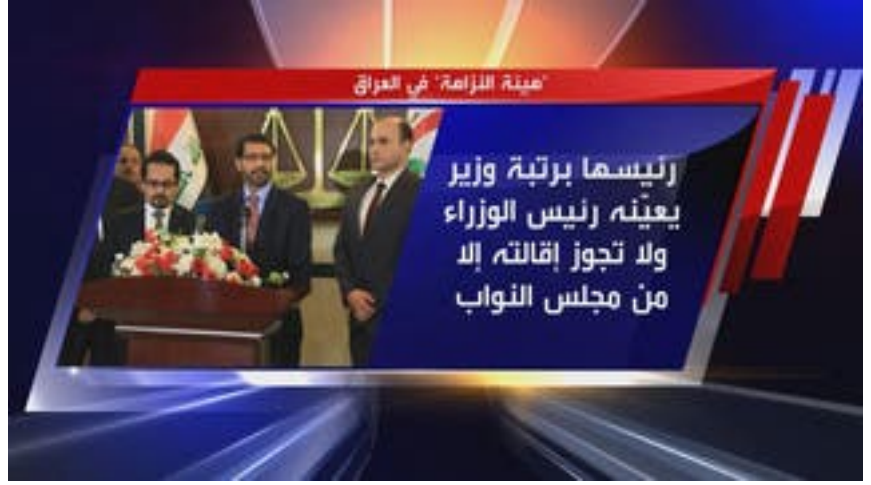 "هيئة النزاهة" في العراق
رئيسها برتبة وزير
يعيّنه رئيس الوزراء
ولا تجوز إقالته إلا
من مجلس النواب